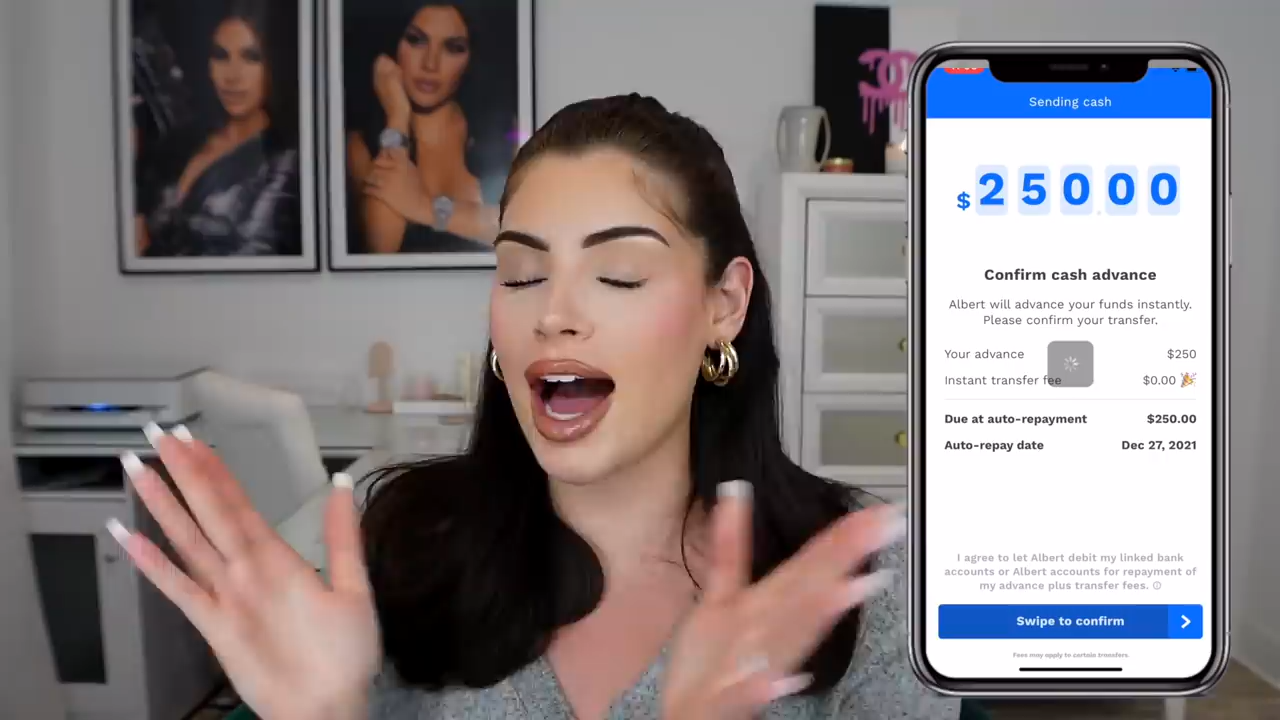 Sending cash
$250.00
Confirm cash advance
Albert will advance your funds instantly.
Please confirm your transfer.
Your advance $250
Instant transfer fee $0.00 🎉
Due at auto-repayment $250.00
Auto-repay date Dec 27, 2021
I agree to let Albert debit my linked bank
accounts or Albert accounts for repayment of
my advance plus transfer fees. ⓘ
Swipe to confirm
Fees may apply to certain transfers.